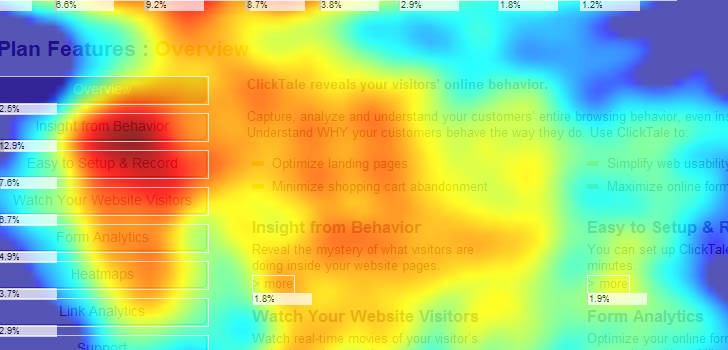 6.6%
9.2%
8.7%
3.8%
2.9%
1.8%
1.2%
Plan Features : Overview
Overview
2.5%
Insight from Behavior
12.9%
Easy to Setup & Record
7.6%
Watch Your Website Visitors
6.7%
Form Analytics
4.9%
Heatmaps
3.7%
Link Analytics
2.9%
Support
ClickTale reveals your visitors' online behavior.
Capture, analyze and understand your customers' entire browsing behavior, even ins
Understand WHY your customers behave the way they do. Use ClickTale to:
Optimize landing pages
Simplify web usability
Minimize shopping cart abandonment
Maximize online form
Insight from Behavior
Reveal the mystery of what visitors are
doing inside your website pages.
> more
1.8%
Easy to Setup & R
You can set up ClickTale
minutes.
> more
1.9%
Watch Your Website Visitors
Watch real-time movies of your visitor's
Form Analytics
Optimize your online for